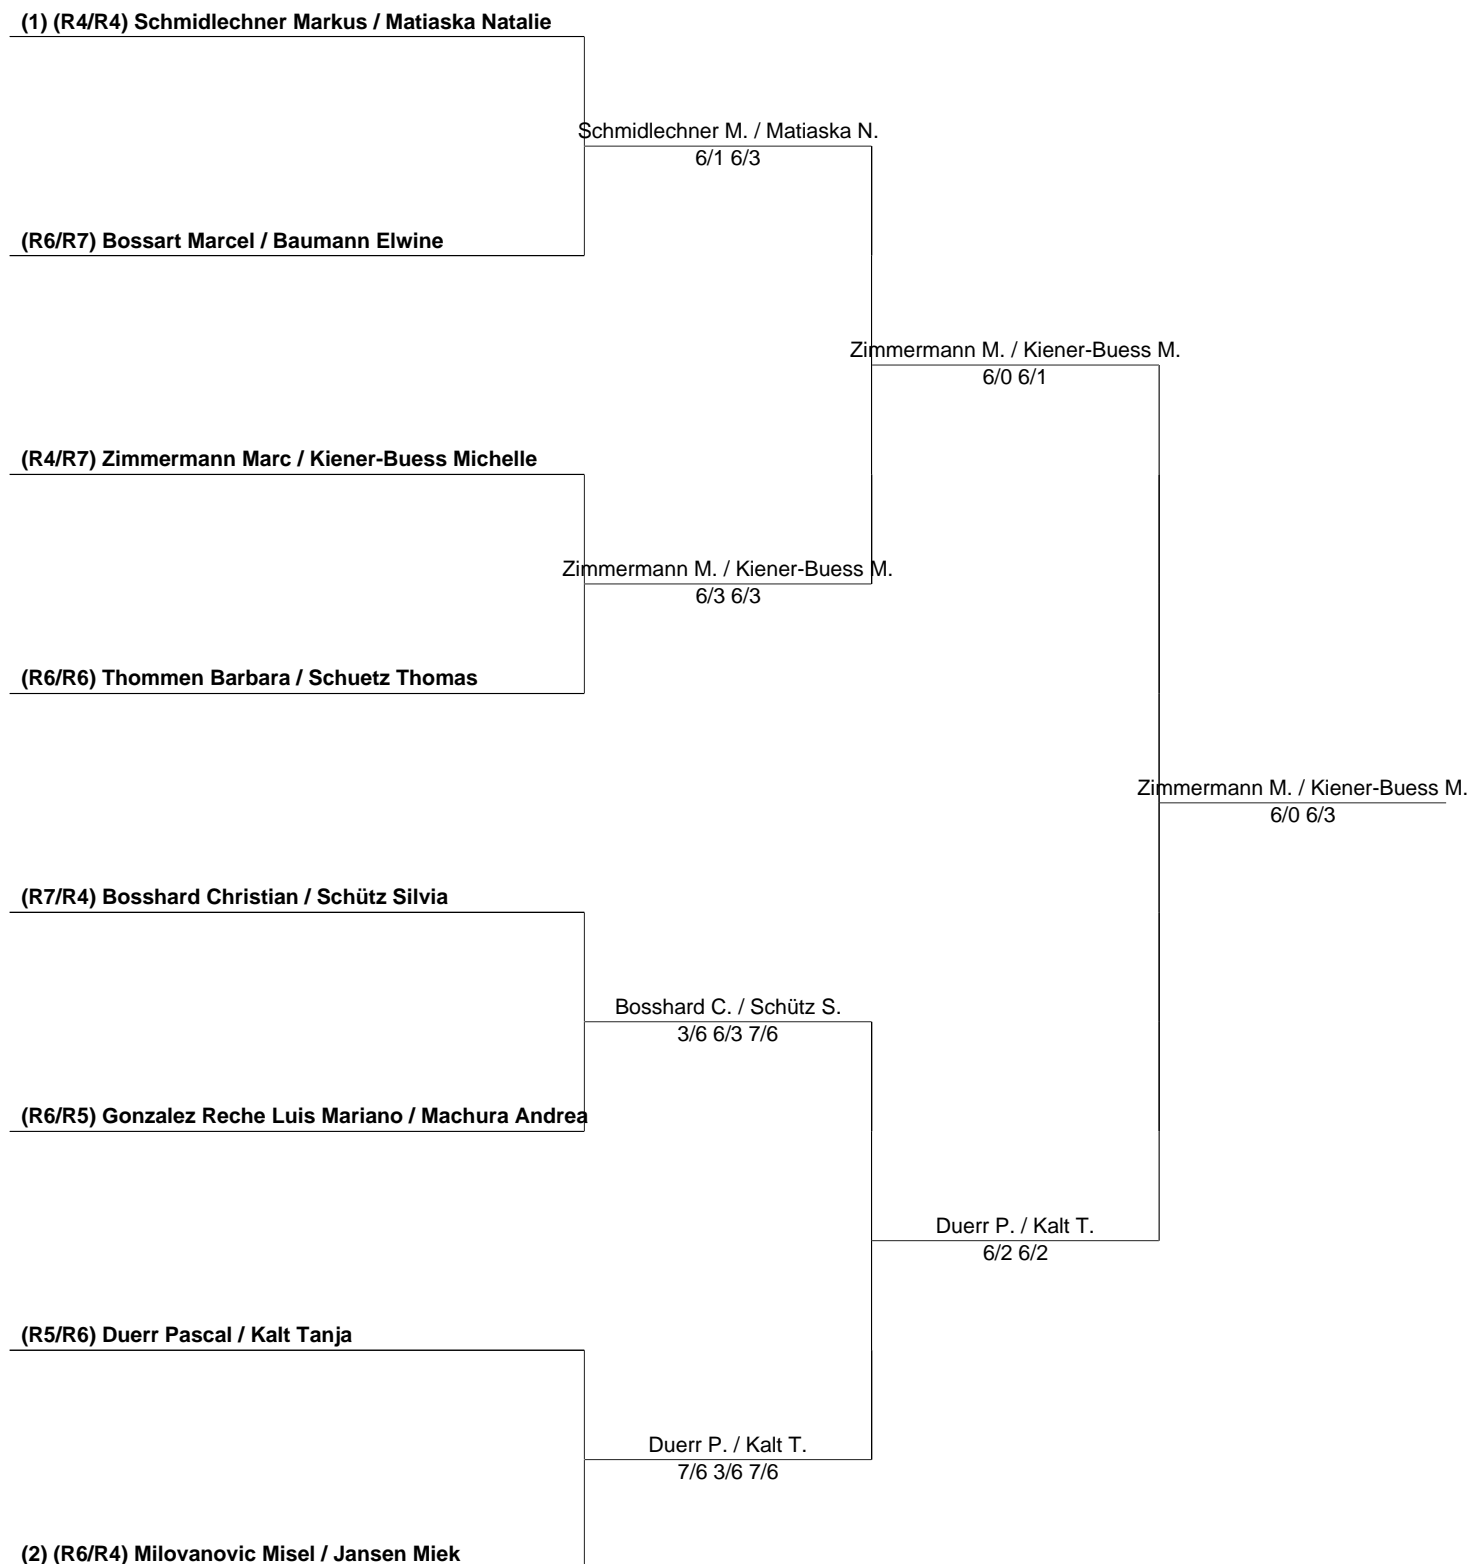 (1) (R4/R4) Schmidlechner Markus / Matiaska Natalie
Schmidlechner M. / Matiaska N.
6/1 6/3
(R6/R7) Bossart Marcel / Baumann Elwine
Zimmermann M. / Kiener-Buess M.
6/0 6/1
(R4/R7) Zimmermann Marc / Kiener-Buess Michelle
Zimmermann M. / Kiener-Buess M.
6/3 6/3
(R6/R6) Thommen Barbara / Schuetz Thomas
Zimmermann M. / Kiener-Buess M.
6/0 6/3
(R7/R4) Bosshard Christian / Schütz Silvia
Bosshard C. / Schütz S.
3/6 6/3 7/6
(R6/R5) Gonzalez Reche Luis Mariano / Machura Andrea
Duerr P. / Kalt T.
6/2 6/2
(R5/R6) Duerr Pascal / Kalt Tanja
Duerr P. / Kalt T.
7/6 3/6 7/6
(2) (R6/R4) Milovanovic Misel / Jansen Miek